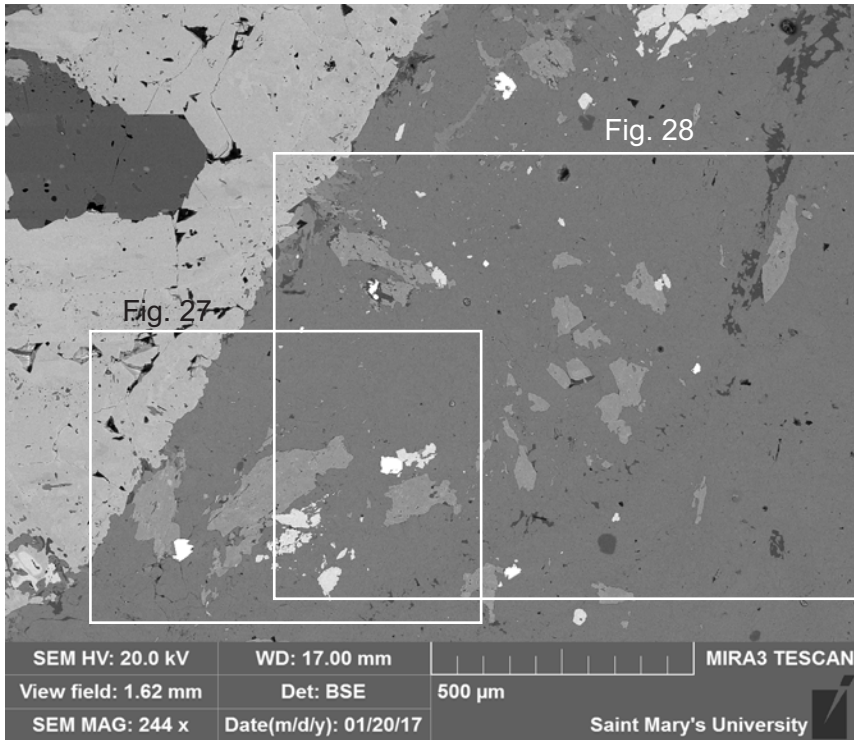 Fig. 28
Fig. 27
SEM HV: 20.0 kV
WD: 17.00 mm
MIRA3 TESCAN
View field: 1.62 mm
Det: BSE
500 µm
SEM MAG: 244 x
Date(m/d/y): 01/20/17
Saint Mary's University